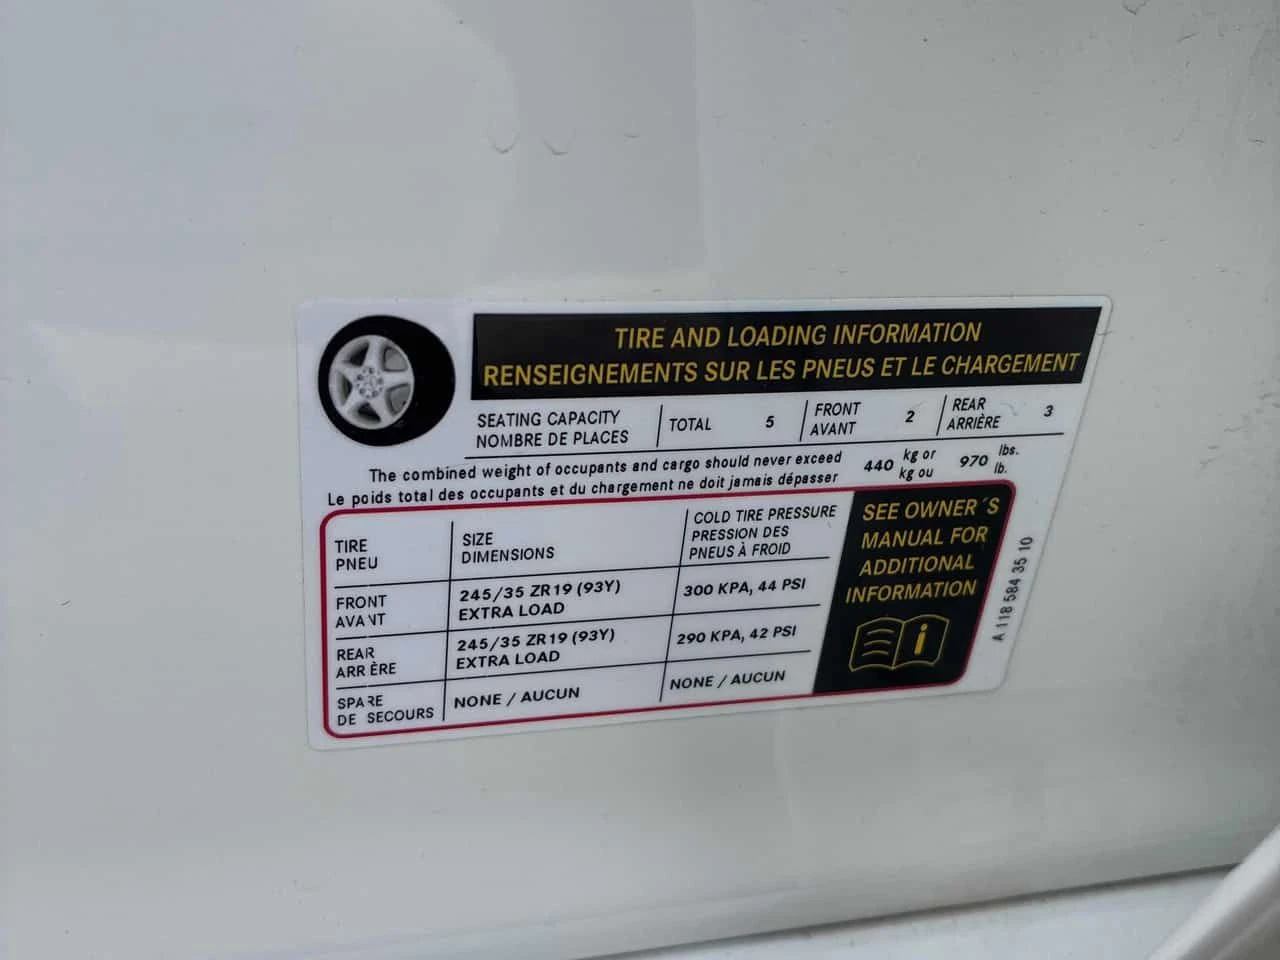 TIRE AND LOADING INFORMATION
RENSEIGNEMENTS SUR LES PNEUS ET LE CHARGEMENT
SEATING CAPACITY
NOMBRE DE PLACES
TOTAL 5
FRONT
AVANT
2
REAR
ARRIÈRE
3
The combined weight of occupants and cargo should never exceed
Le poids total des occupants et du chargement ne doit jamais dépasser
440 kg or
kg ou
970 lbs.
lb.
TIRE
PNEU
SIZE
DIMENSIONS
COLD TIRE PRESSURE
PRESSION DES
PNEUS À FROID
FRONT
AVANT
245/35 ZR19 (93Y)
EXTRA LOAD
300 KPA, 44 PSI
REAR
ARRIÈRE
245/35 ZR19 (93Y)
EXTRA LOAD
290 KPA, 42 PSI
SPARE
DE SECOURS
NONE / AUCUN
NONE / AUCUN
SEE OWNER´S
MANUAL FOR
ADDITIONAL
INFORMATION
i
A 118 584 35 10